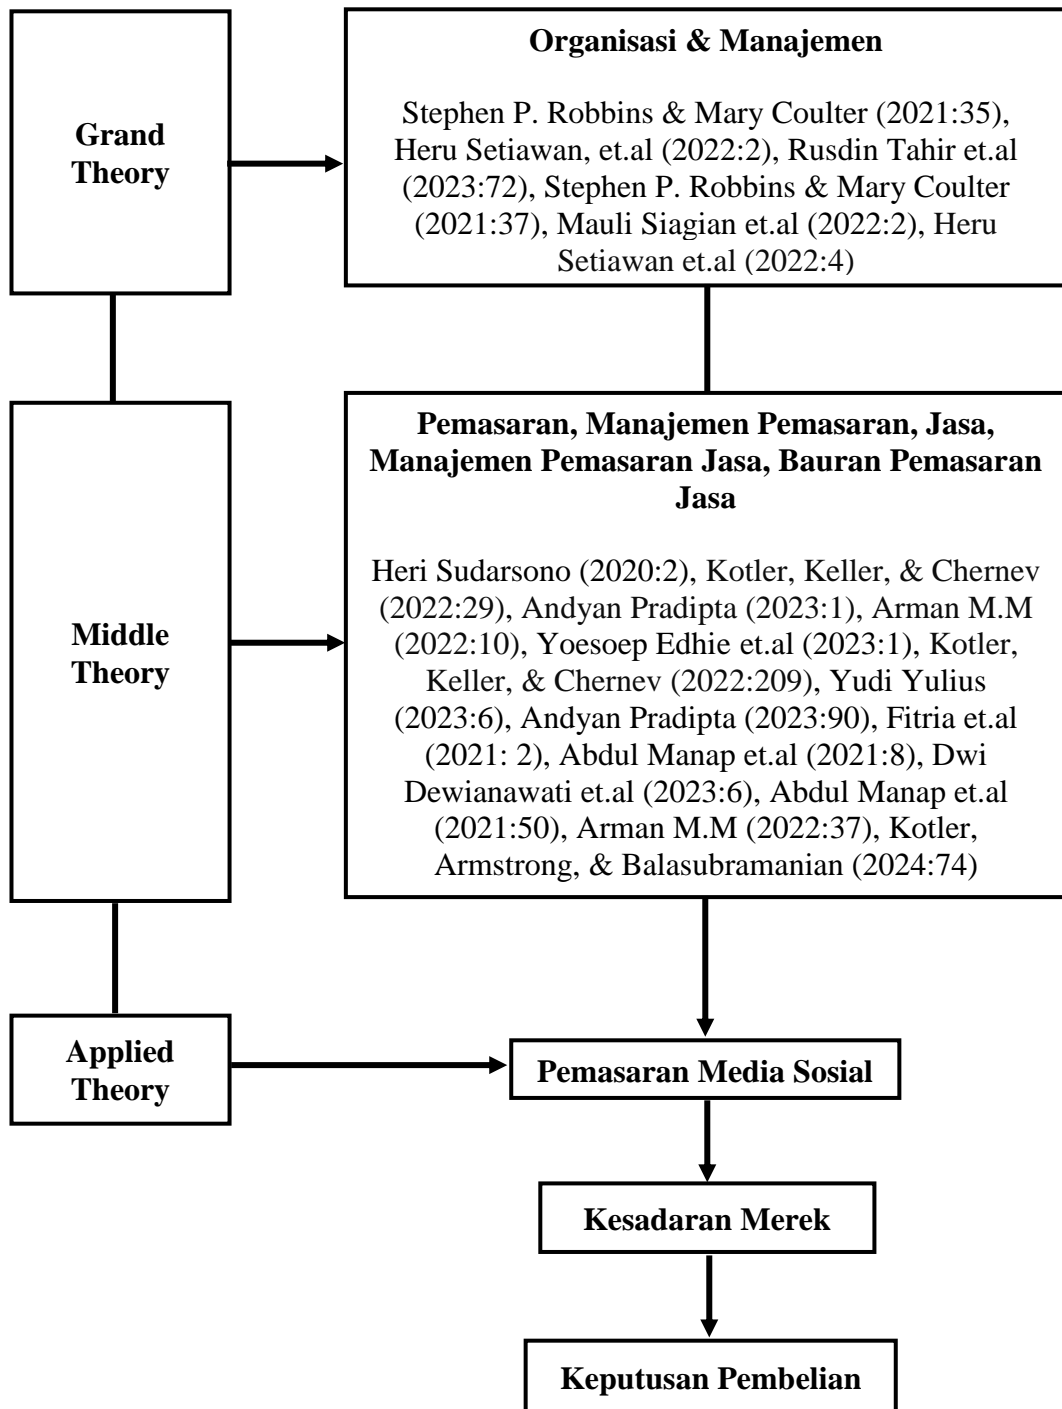 Grand
Theory
Organisasi & Manajemen
Stephen P. Robbins & Mary Coulter (2021:35),
Heru Setiawan, et.al (2022:2), Rusdin Tahir et.al
(2023:72), Stephen P. Robbins & Mary Coulter
(2021:37), Mauli Siagian et.al (2022:2), Heru
Setiawan et.al (2022:4)
Middle
Theory
Pemasaran, Manajemen Pemasaran, Jasa,
Manajemen Pemasaran Jasa, Bauran Pemasaran
Jasa
Heri Sudarsono (2020:2), Kotler, Keller, & Chernev
(2022:29), Andyan Pradipta (2023:1), Arman M.M
(2022:10), Yoesoep Edhie et.al (2023:1), Kotler,
Keller, & Chernev (2022:209), Yudi Yulius
(2023:6), Andyan Pradipta (2023:90), Fitria et.al
(2021: 2), Abdul Manap et.al (2021:8), Dwi
Dewianawati et.al (2023:6), Abdul Manap et.al
(2021:50), Arman M.M (2022:37), Kotler,
Armstrong, & Balasubramanian (2024:74)
Applied
Theory
Pemasaran Media Sosial
Kesadaran Merek
Keputusan Pembelian